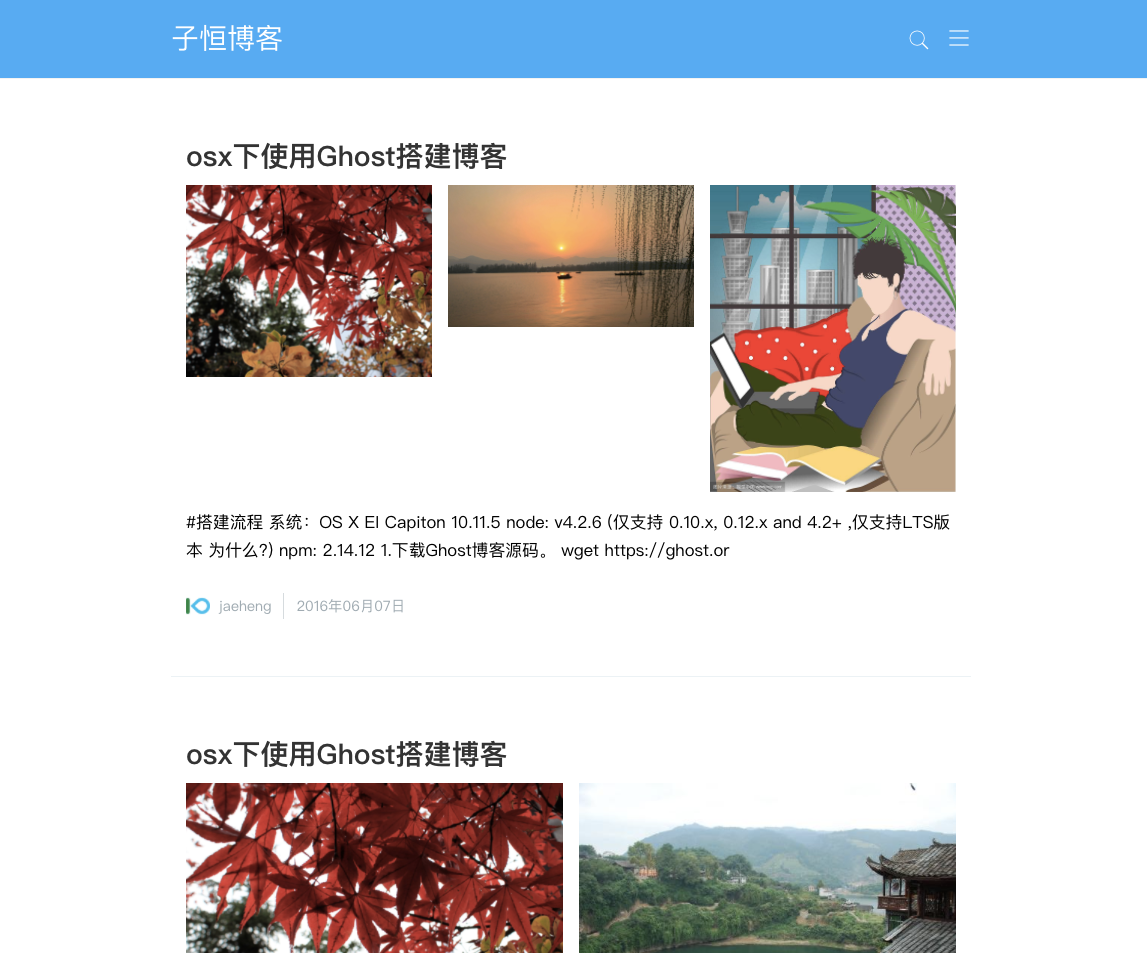 子恒博客
osx下使用Ghost搭建博客
#搭建流程 系统：OS X EI Capiton 10.11.5 node: v4.2.6 (仅支持 0.10.x, 0.12.x and 4.2+ ,仅支持LTS版
本 为什么?) npm: 2.14.12 1.下载Ghost博客源码。 wget https://ghost.or
jaeheng 2016年06月07日
osx下使用Ghost搭建博客